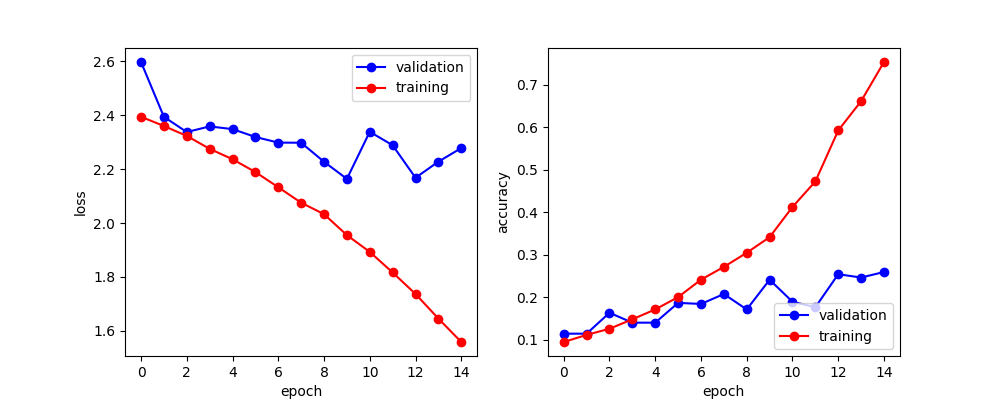 2.6
2.4
2.2
2.0
1.8
1.6
loss
0 2 4 6 8 10 12 14
epoch
validation
training
0.7
0.6
0.5
0.4
0.3
0.2
0.1
accuracy
0 2 4 6 8 10 12 14
epoch
validation
training